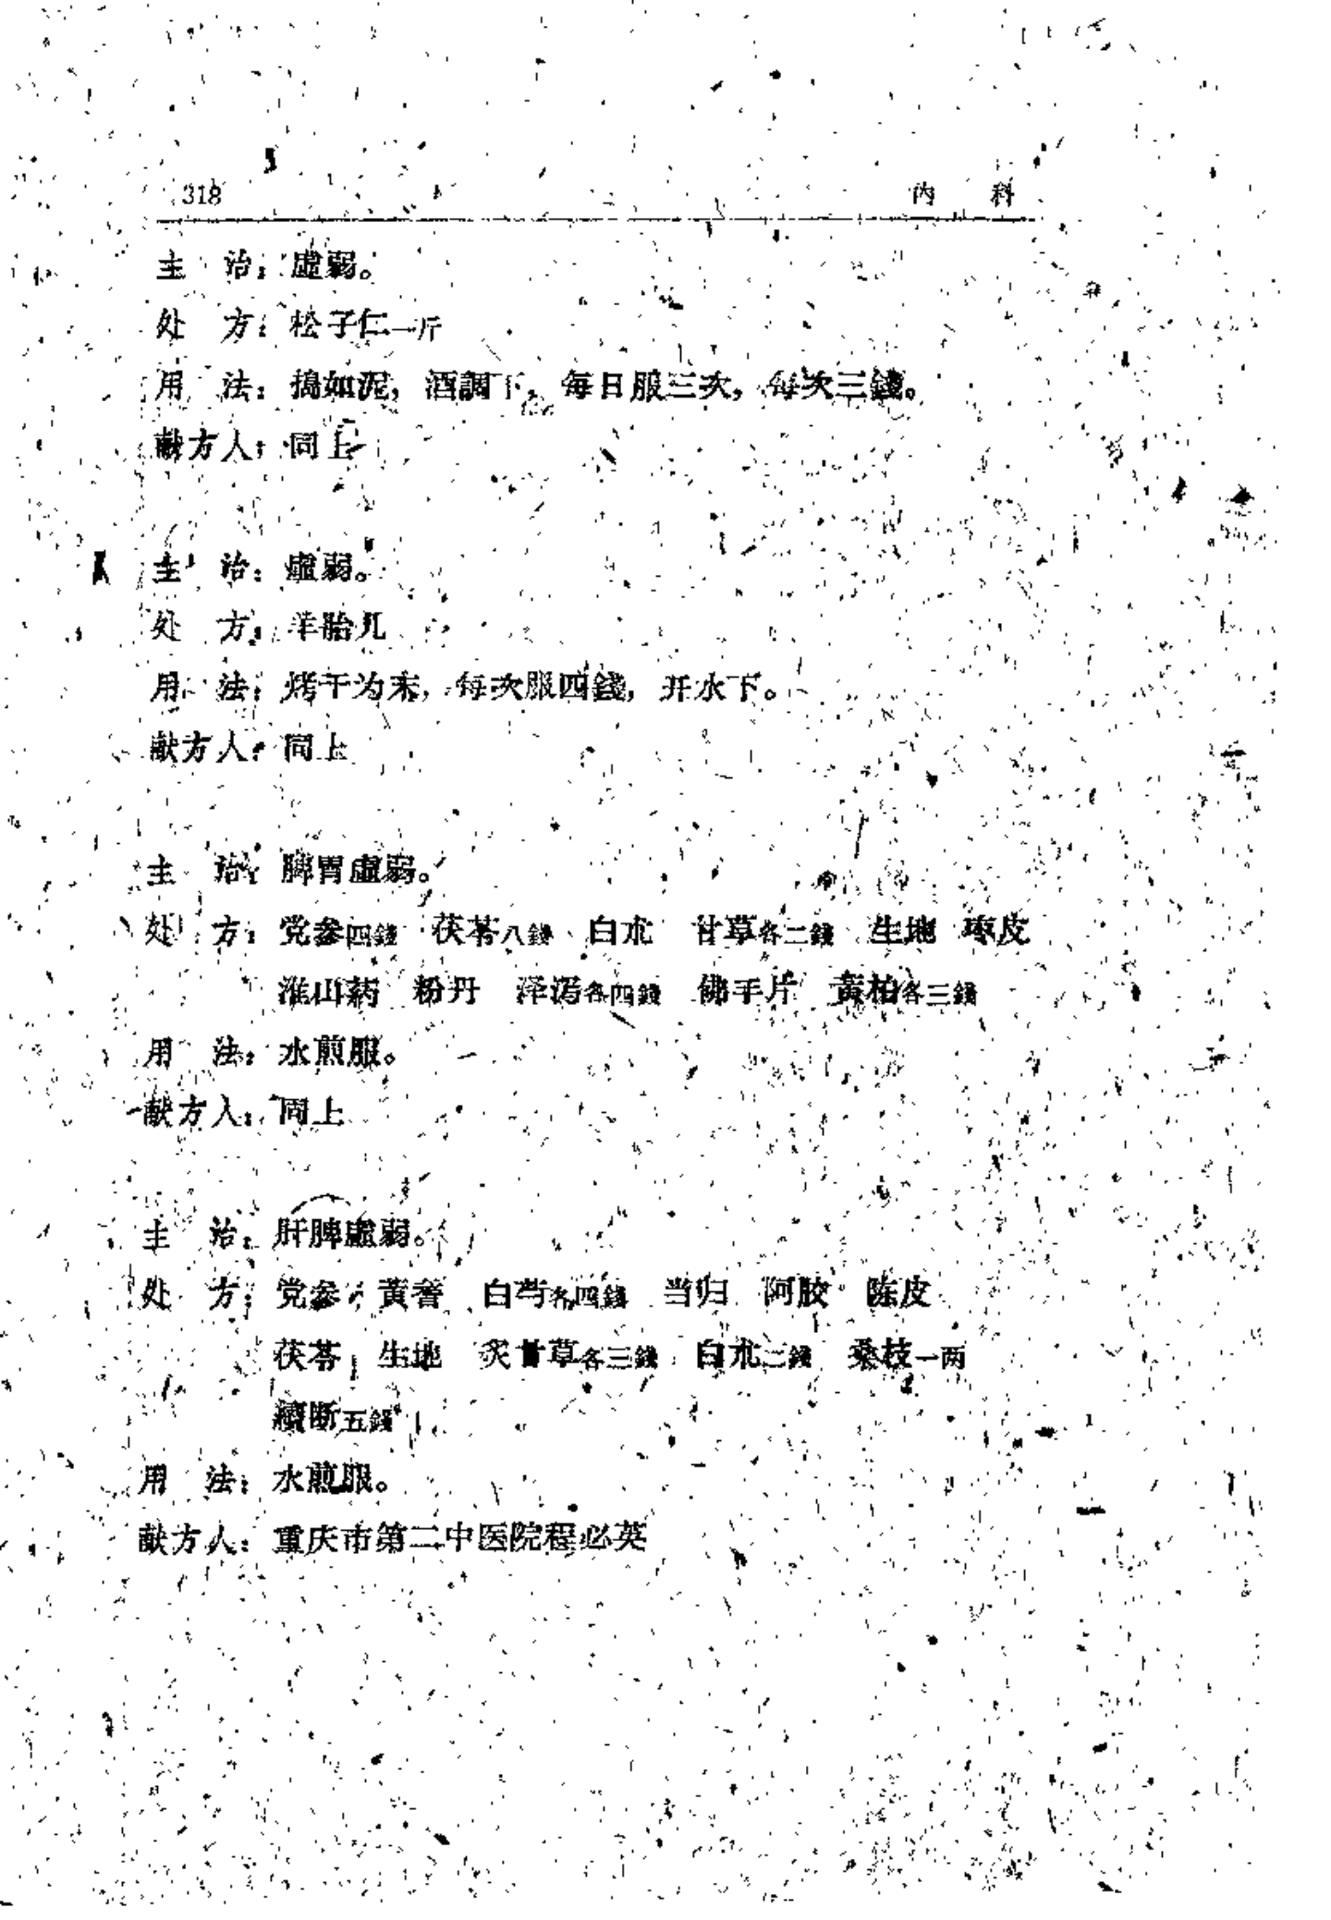 318 内 科
主 治：虛弱。
处 方：松子仁一斤
用 法：搗如泥，酒調下，每日服三次，每次三錢。
献方人：同上
主 治：虛弱。
处 方：羊胎儿
用 法：烤干为末，每次服四錢，开水下。
献方人：同上
主 治：脾胃虛弱。
处 方：党参四錢 茯苓八錢 白朮 甘草各二錢 生地 枣皮
淮山药 粉丹 泽泻各四錢 佛手片 黃柏各三錢
用 法：水煎服。
献方人：同上
主 治：肝脾虛弱。
处 方：党参 黃蓍 白芍各四錢 当归 阿胶 陈皮
茯苓 生地 炙甘草各三錢 白朮二錢 桑枝一两
續断五錢
用 法：水煎服。
献方人：重庆市第二中医院程必英